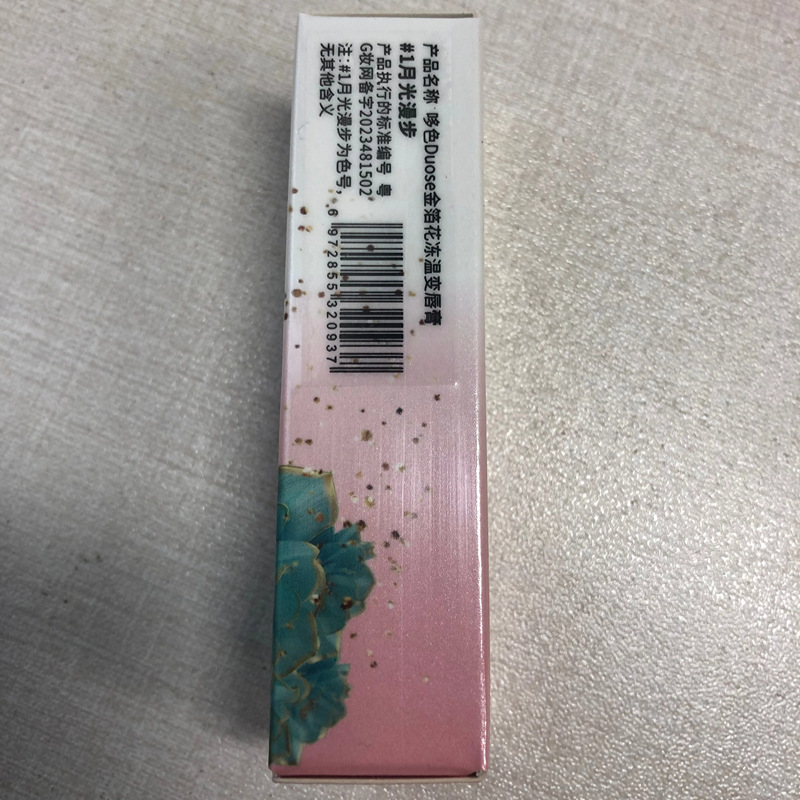 产品名称:哆色Duose金箔花冻温变唇膏
#1月光漫步
产品执行的标准编号 粤
G妆网备字2023481502
注:#1月光漫步为色号,
无其他含义
6 972855 320937